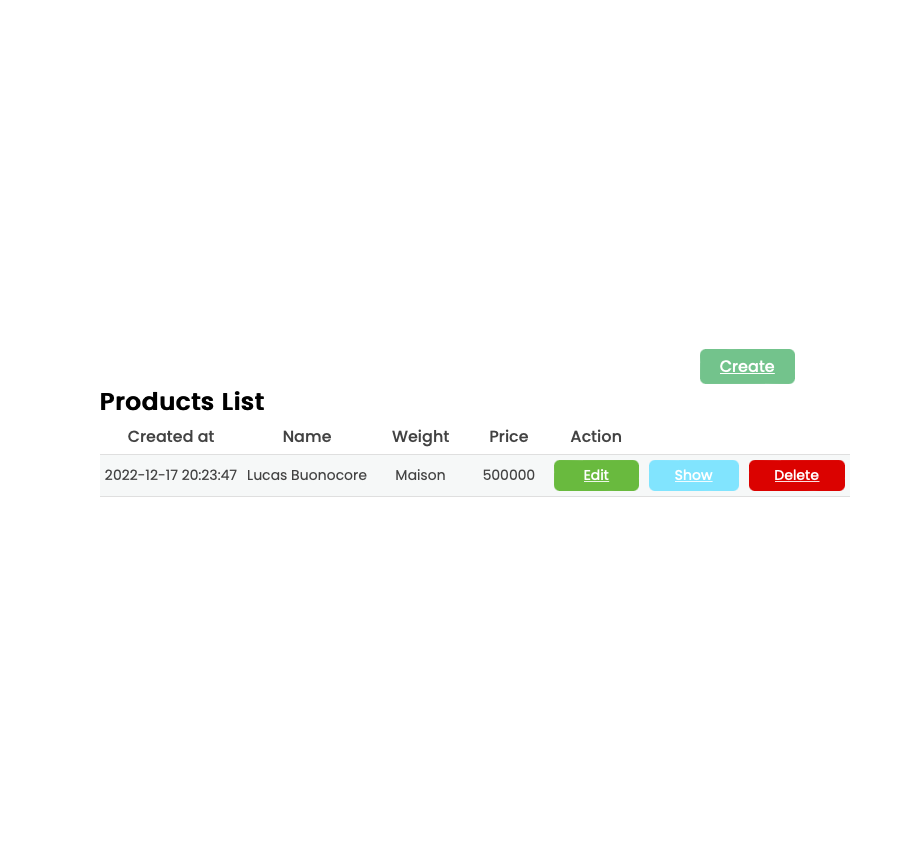 Create
Products List
Created at Name Weight Price Action
2022-12-17 20:23:47 Lucas Buonocore Maison 500000 Edit Show Delete